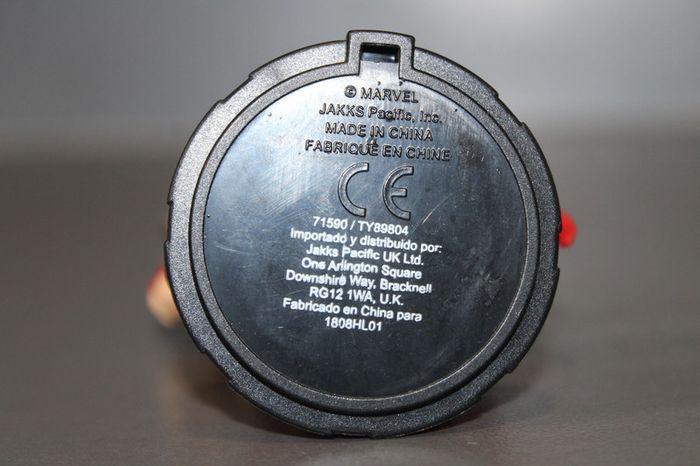 © MARVEL
JAKKS Pacific, Inc.
MADE IN CHINA
FABRIQUE EN CHINE
CE
71590 / TY89804
Importado y distribuido por:
Jakks Pacific UK Ltd.
One Arlington Square
Downshire Way, Bracknell
RG12 1WA, U.K.
Fabricado en China para
1808HL01